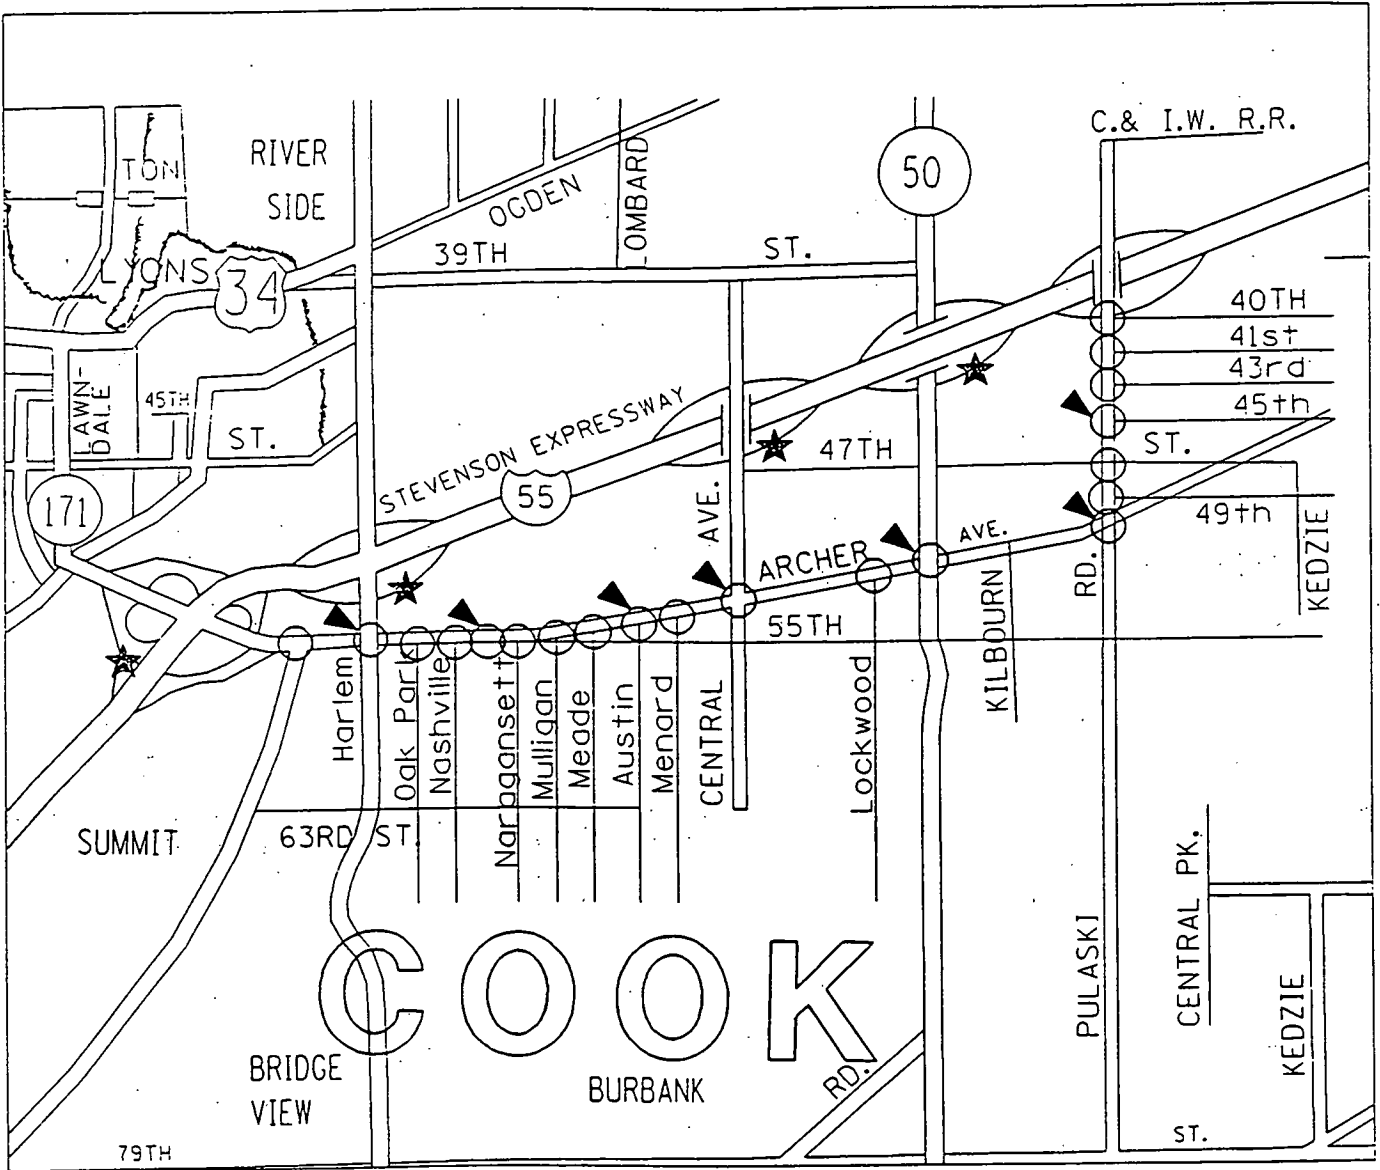 C.& I.W. R.R.
RIVER
SIDE
TON
LYONS
34
OGDEN
LOMBARD
50
39TH ST.
40TH
41st
43rd
45th
LAWN-
DALE
45TH
ST.
STEVENSON EXPRESSWAY
55
47TH ST.
171
49th
AVE.
ARCHER AVE.
KEDZIE
KILBOURN
RD.
55TH
Harlem
Oak Park
Nashville
Naragansett
Mulligan
Meade
Austin
Menard
CENTRAL
Lockwood
SUMMIT
63RD ST.
PULASKI
CENTRAL PK.
KEDZIE
COOK
BRIDGE
VIEW
BURBANK
RD.
79TH
ST.